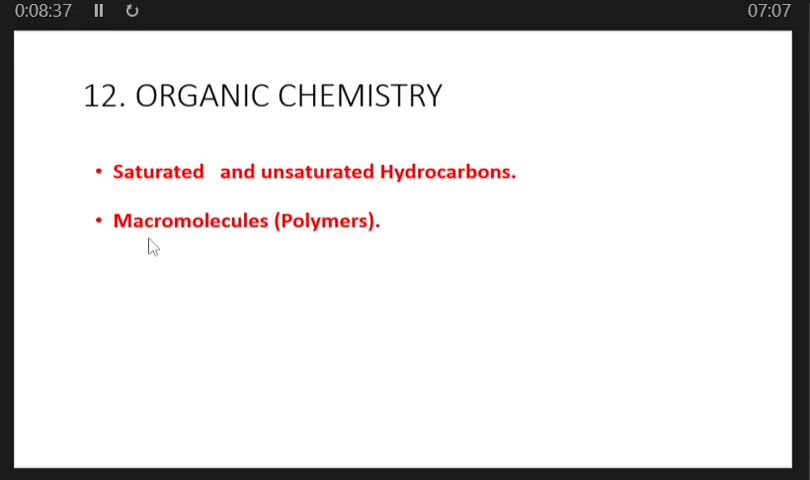 0:08:37 07:07
12. ORGANIC CHEMISTRY
• Saturated and unsaturated Hydrocarbons.
• Macromolecules (Polymers).